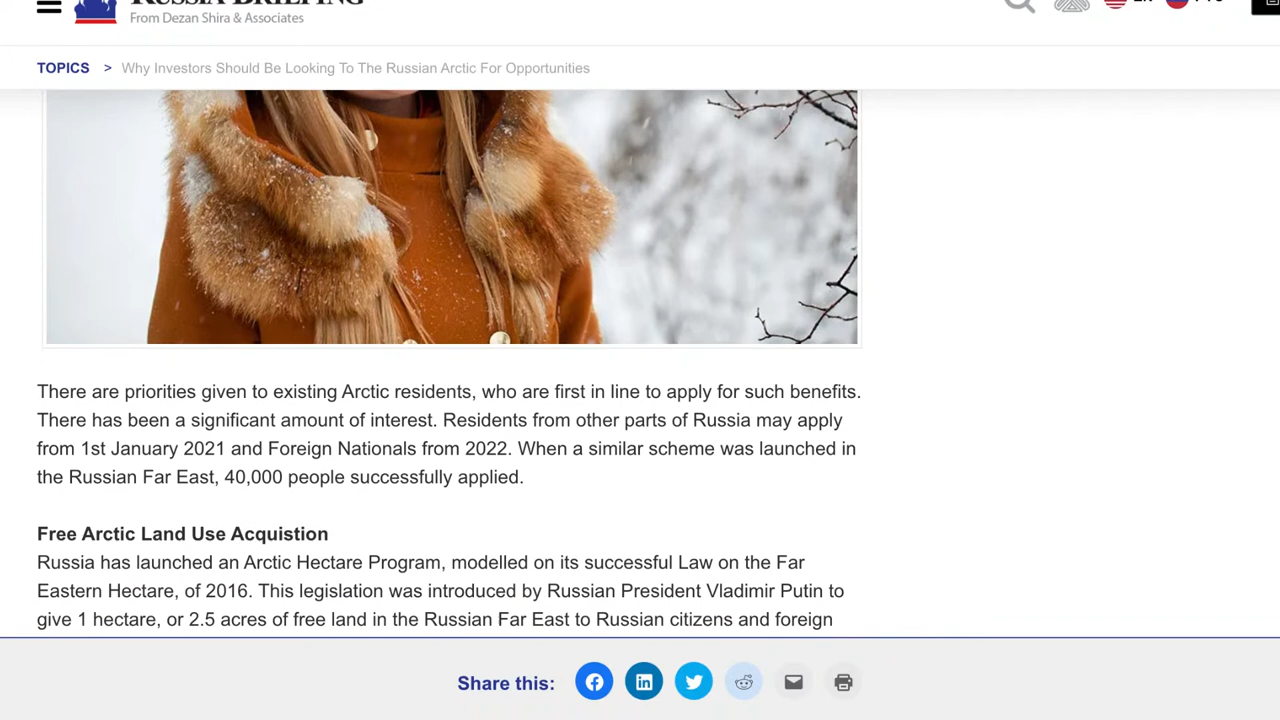 From Dezan Shira & Associates
TOPICS > Why Investors Should Be Looking To The Russian Arctic For Opportunities
There are priorities given to existing Arctic residents, who are first in line to apply for such benefits.
There has been a significant amount of interest. Residents from other parts of Russia may apply
from 1st January 2021 and Foreign Nationals from 2022. When a similar scheme was launched in
the Russian Far East, 40,000 people successfully applied.
Free Arctic Land Use Acquistion
Russia has launched an Arctic Hectare Program, modelled on its successful Law on the Far
Eastern Hectare, of 2016. This legislation was introduced by Russian President Vladimir Putin to
give 1 hectare, or 2.5 acres of free land in the Russian Far East to Russian citizens and foreign
Share this: